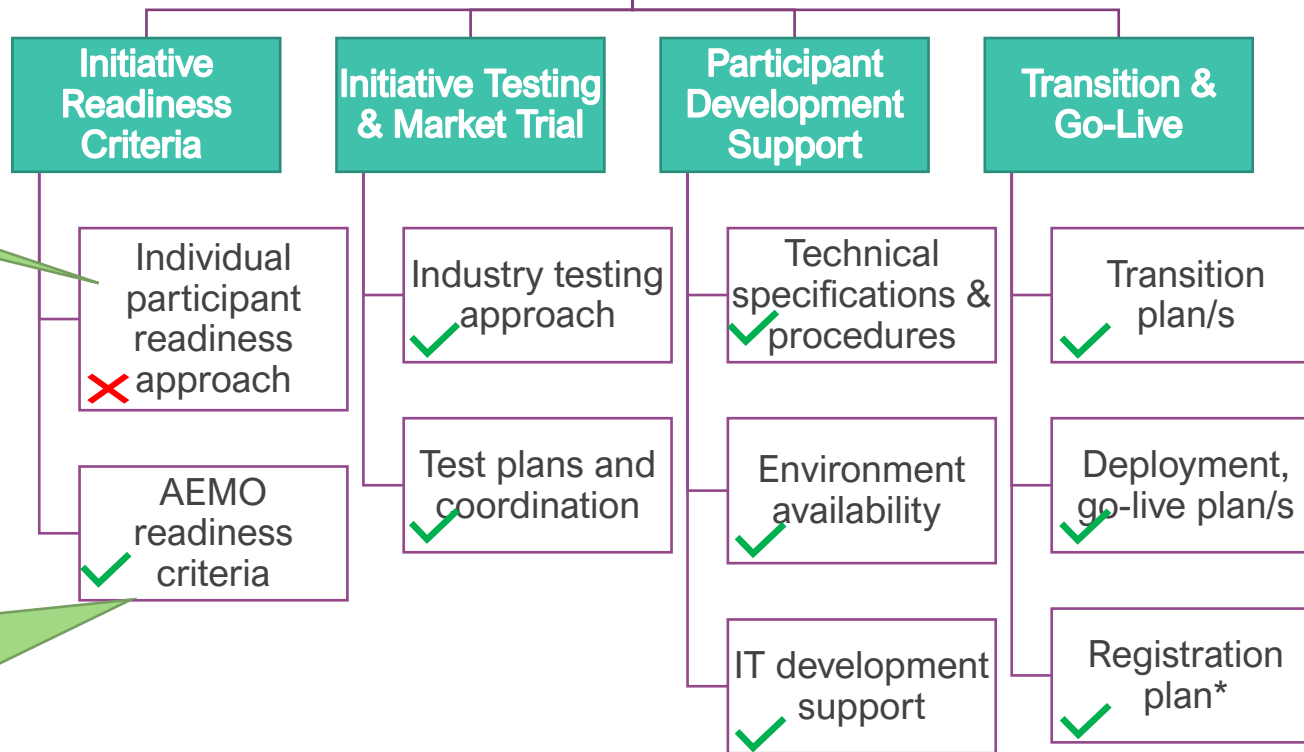 Initiative
Readiness
Criteria
Individual
participant
readiness
approach
AEMO
readiness
criteria
Initiative Testing
& Market Trial
Industry testing
approach
Test plans and
coordination
Participant
Development
Support
Technical
specifications &
procedures
Environment
availability
IT development
support
Transition &
Go-Live
Transition
plan/s
Deployment,
go-live plan/s
Registration
plan*